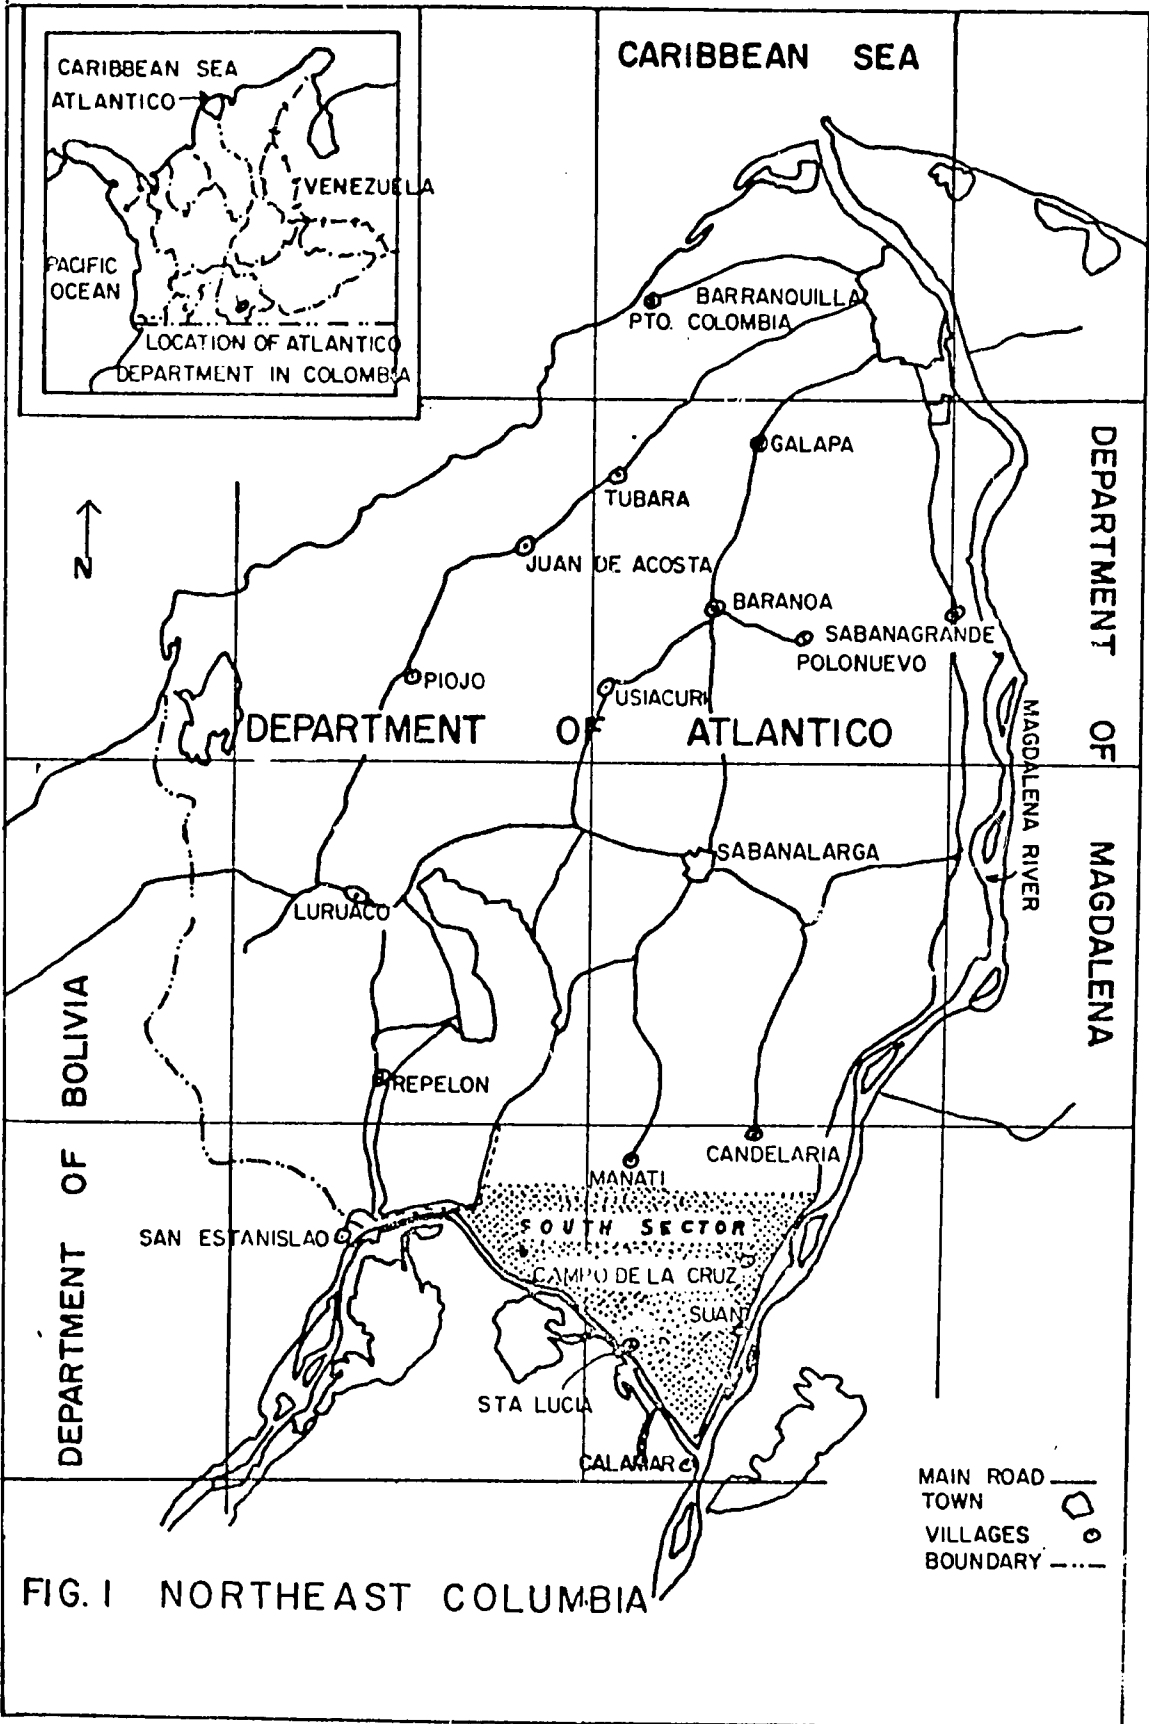 CARIBBEAN SEA
CARIBBEAN SEA
ATLANTICO
VENEZUELA
PACIFIC
OCEAN
LOCATION OF ATLANTICO
DEPARTMENT IN COLOMBIA
BARRANQUILLA
PTO. COLOMBIA
GALAPA
TUBARA
N
JUAN DE ACOSTA
BARANOA
SABANAGRANDE
POLONUEVO
PIOJO
USIACURI
DEPARTMENT OF ATLANTICO
DEPARTMENT OF MAGDALENA
MAGDALENA RIVER
SABANALARGA
LURUACO
DEPARTMENT OF BOLIVIA
REPELON
CANDELARIA
MANATI
SOUTH SECTOR
SAN ESTANISLAO
CAMPO DE LA CRUZ
SUAN
STA LUCIA
CALAMAR
MAIN ROAD
TOWN
VILLAGES
BOUNDARY
FIG. 1 NORTHEAST COLUMBIA